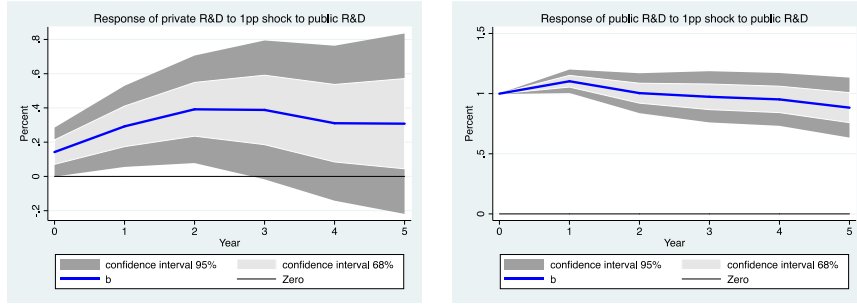 Response of private R&D to 1pp shock to public R&D
.8
.6
.4
.2
0
-.2
Percent
0 1 2 3 4 5
Year
confidence interval 95% confidence interval 68%
b Zero
Response of public R&D to 1pp shock to public R&D
1.5
1
.5
0
Percent
0 1 2 3 4 5
Year
confidence interval 95% confidence interval 68%
b Zero